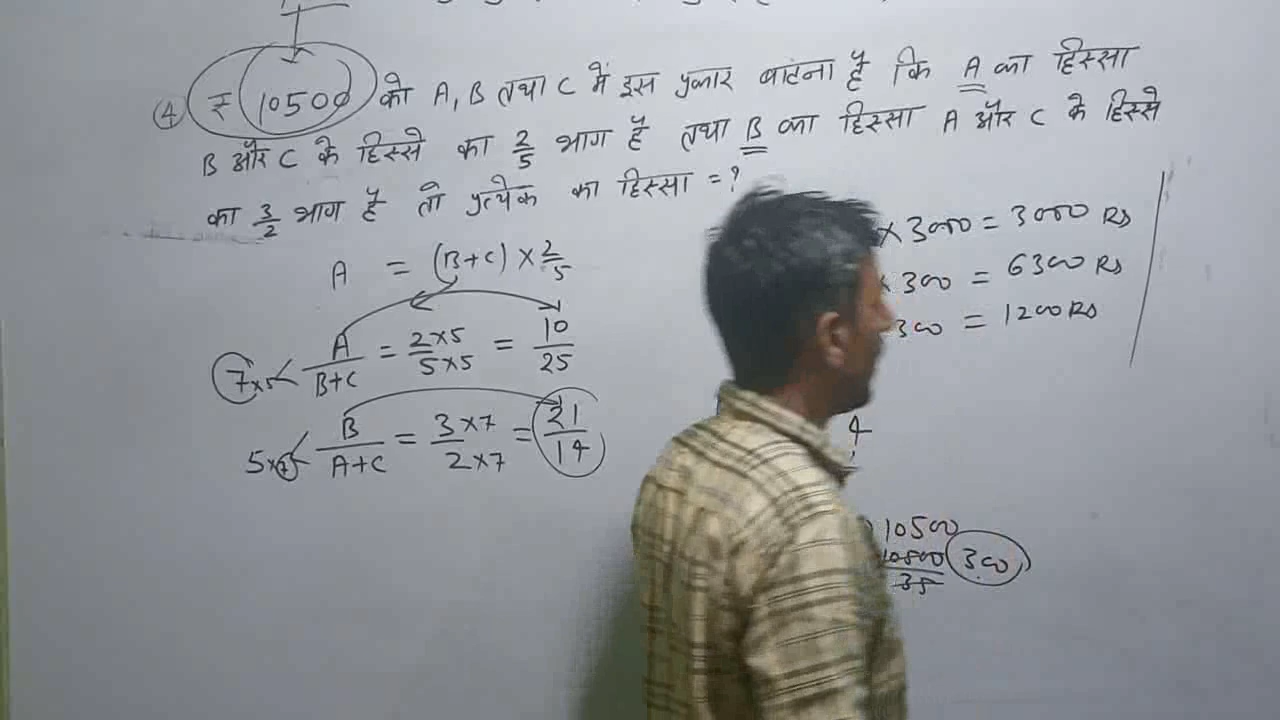 ④ ₹ 10500 को A, B तथा C में इस प्रकार बाटना है कि A का हिस्सा
B और C के हिस्से का 2/5 भाग है तथा B का हिस्सा A और C के हिस्से
का 3/2 भाग है तो प्रत्येक का हिस्सा = ?
A = (B+C) × 2/5
7×5 < A/B+C = 2×5/5×5 = 10/25
5×7 < B/A+C = 3×7/2×7 = 21/14
× 3000 = 3000 RS
× 300 = 6300 RS
300 = 1200 RS
4
10500
10500/35 300